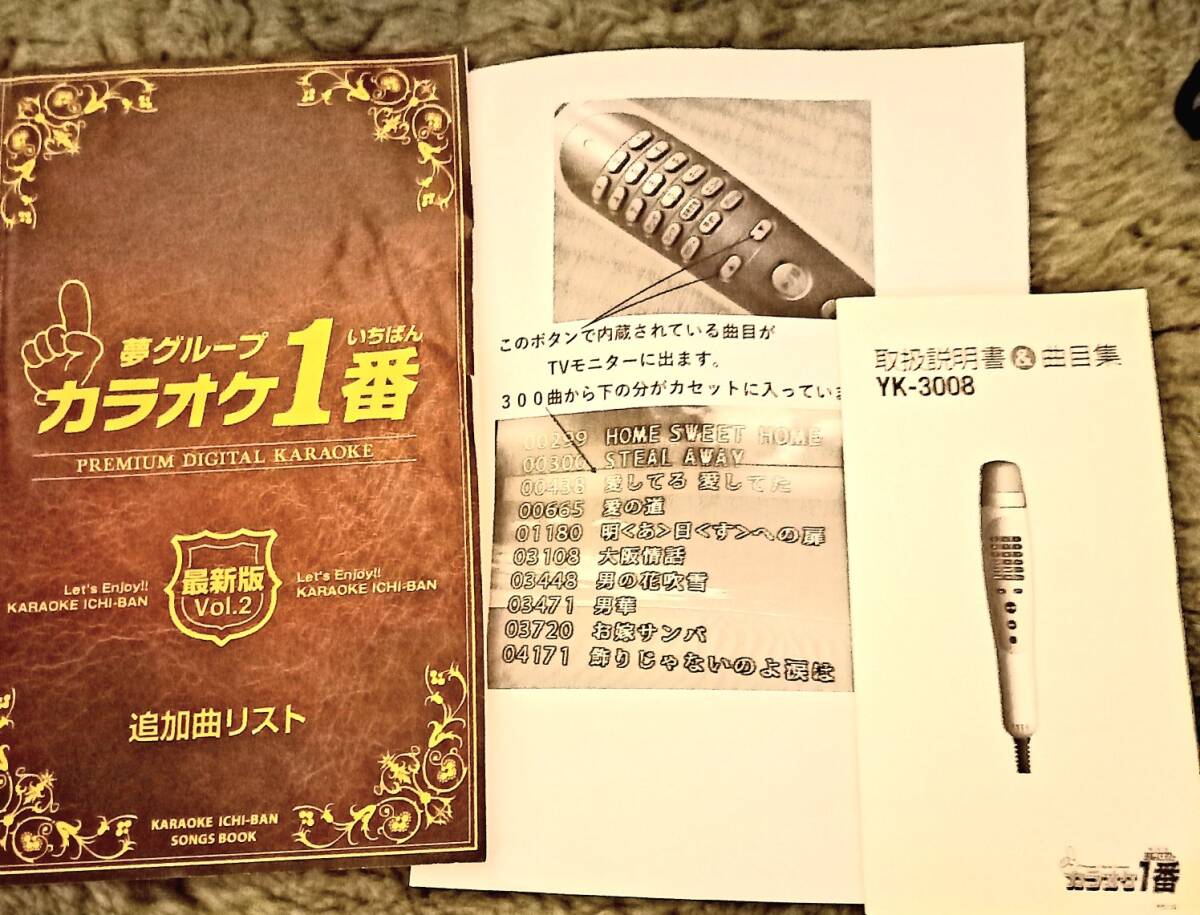 夢グループ
いちばん
カラオケ1番
PREMIUM DIGITAL KARAOKE
Let's Enjoy!!
KARAOKE ICHI-BAN
最新版
Vol.2
Let's Enjoy!!
KARAOKE ICHI-BAN
追加曲リスト
KARAOKE ICHI-BAN
SONGS BOOK
このボタンで内蔵されている曲目が
TVモニターに出ます。
300曲から下の分がカセットに入ってい
00299 HOME SWEET HOME
00300 STEAL AWAY
00438 愛してる 愛してた
00665 愛の道
01180 明<あ>日<す>への扉
03108 大阪情話
03448 男の花吹雪
03471 男華
03720 お嫁サンバ
04171 飾りじゃないのよ涙は
取扱説明書&曲目集
YK-3008
カラオケ1番